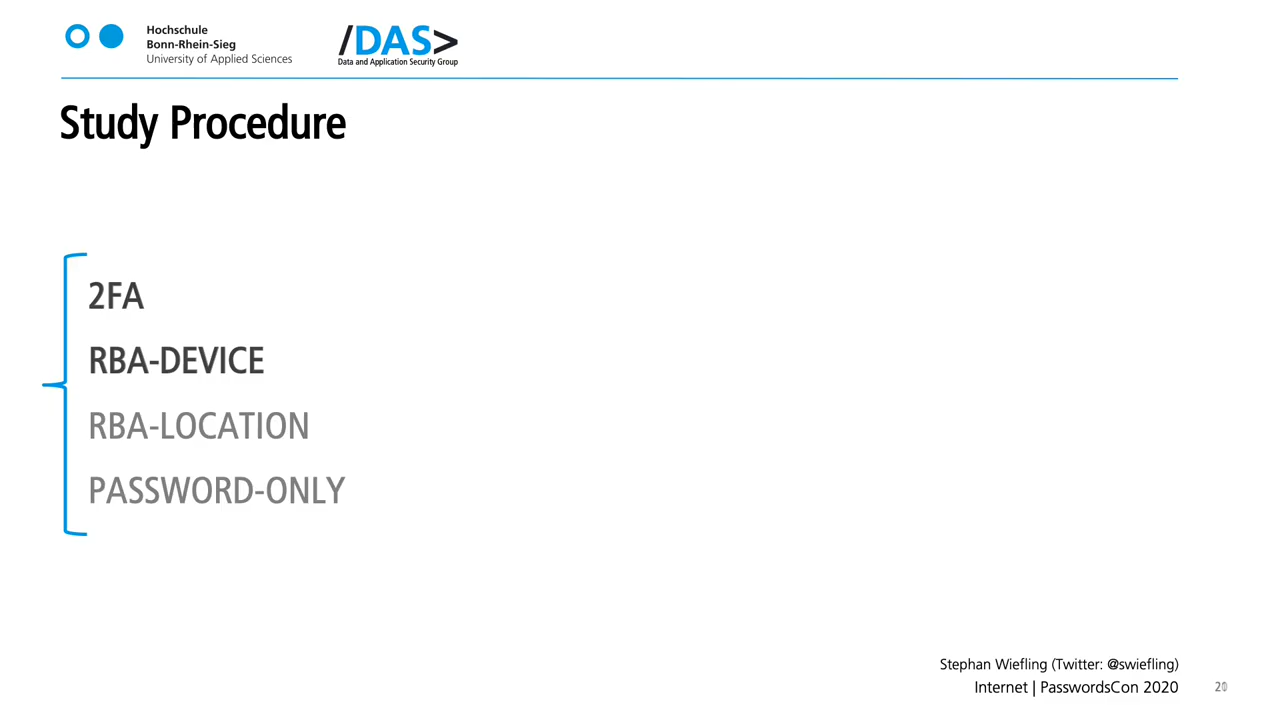 Hochschule
Bonn-Rhein-Sieg
University of Applied Sciences
/DAS>
Data and Application Security Group
Study Procedure
2FA
RBA-DEVICE
RBA-LOCATION
PASSWORD-ONLY
Stephan Wiefling (Twitter: @swiefling)
Internet | PasswordsCon 2020